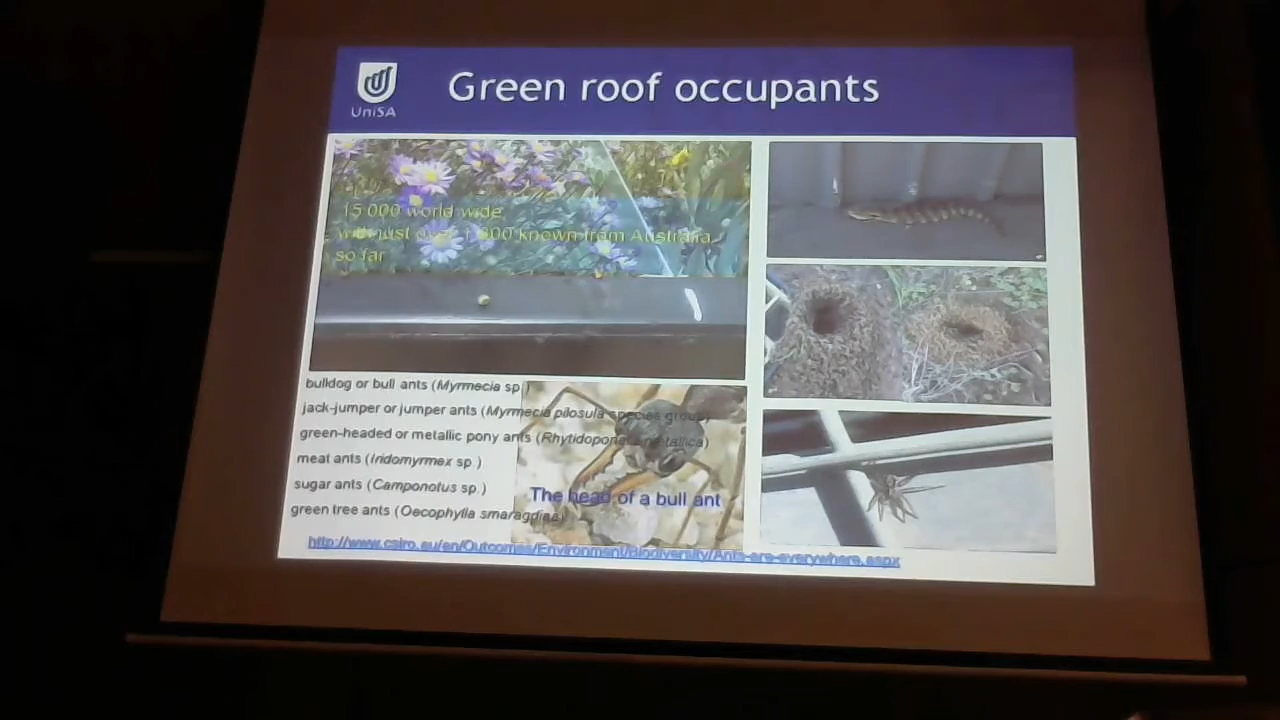 UniSA
Green roof occupants
15 000 world wide
with just over 1 300 known from Australia
so far
bulldog or bull ants (Myrmecia sp.)
jack-jumper or jumper ants (Myrmecia pilosula species group)
green-headed or metallic pony ants (Rhytidoponera metallica)
meat ants (Iridomyrmex sp.)
sugar ants (Camponotus sp.)
green tree ants (Oecophylla smaragdina)
The head of a bull ant
http://www.csiro.au/en/Outcomes/Environment/Biodiversity/Ants-are-everywhere.aspx